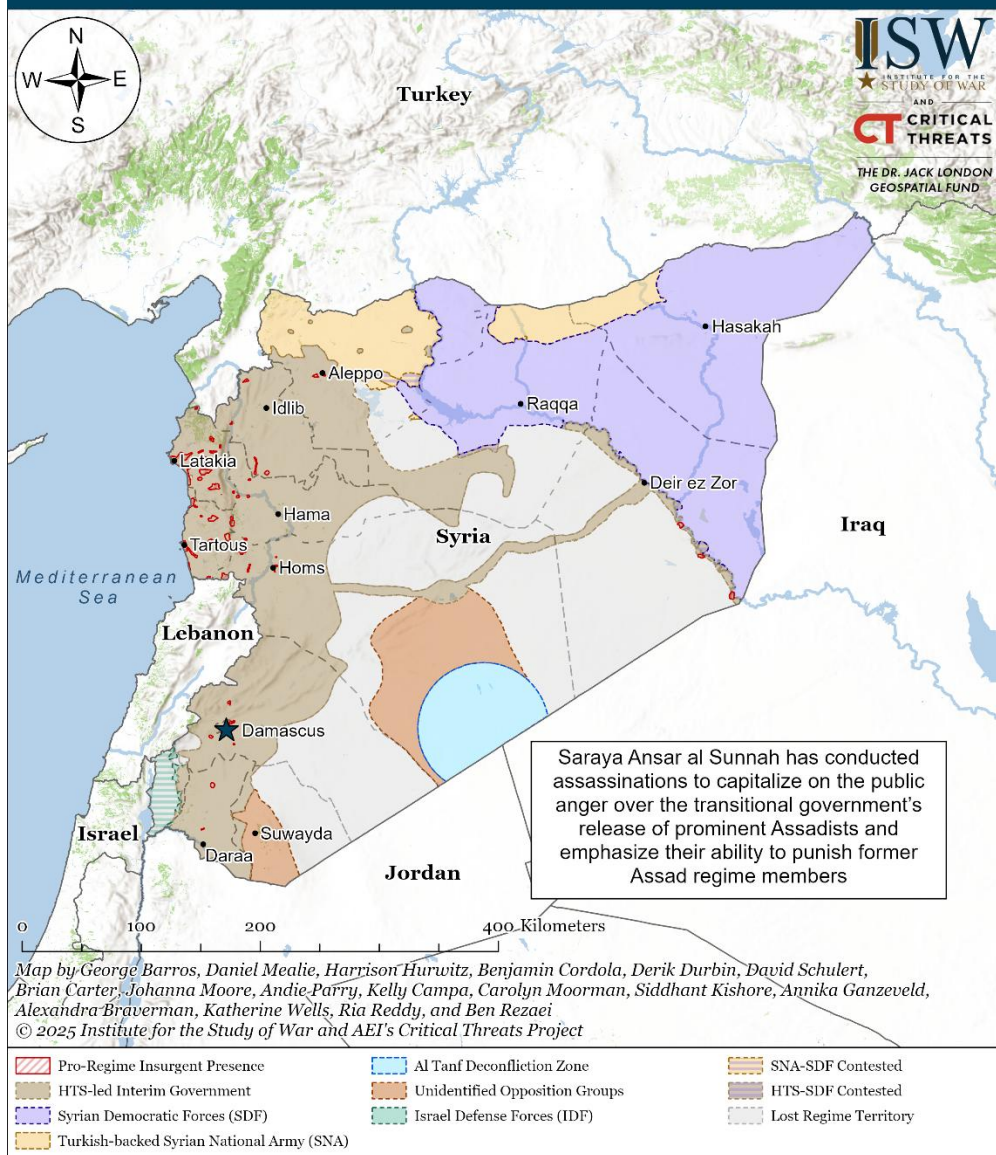 N
W E
S
ISW
INSTITUTE FOR THE
STUDY OF WAR
AND
CT CRITICAL
THREATS
THE DR. JACK LONDON
GEOSPATIAL FUND
Turkey
Hasakah
Aleppo
Idlib
Raqqa
Latakia
Deir ez Zor
Hama
Syria
Iraq
Tartous
Homs
Mediterranean
Sea
Lebanon
Damascus
Saraya Ansar al Sunnah has conducted
assassinations to capitalize on the public
anger over the transitional government's
release of prominent Assadists and
emphasize their ability to punish former
Assad regime members
Israel
Suwayda
Daraa
Jordan
0 100 200 400 Kilometers
Map by George Barros, Daniel Mealie, Harrison Hurwitz, Benjamin Cordola, Derik Durbin, David Schulert,
Brian Carter, Johanna Moore, Andie Parry, Kelly Campa, Carolyn Moorman, Siddhant Kishore, Annika Ganzeveld,
Alexandra Braverman, Katherine Wells, Ria Reddy, and Ben Rezaei
© 2025 Institute for the Study of War and AEI's Critical Threats Project
Pro-Regime Insurgent Presence
HTS-led Interim Government
Syrian Democratic Forces (SDF)
Turkish-backed Syrian National Army (SNA)
Al Tanf Deconfliction Zone
Unidentified Opposition Groups
Israel Defense Forces (IDF)
SNA-SDF Contested
HTS-SDF Contested
Lost Regime Territory